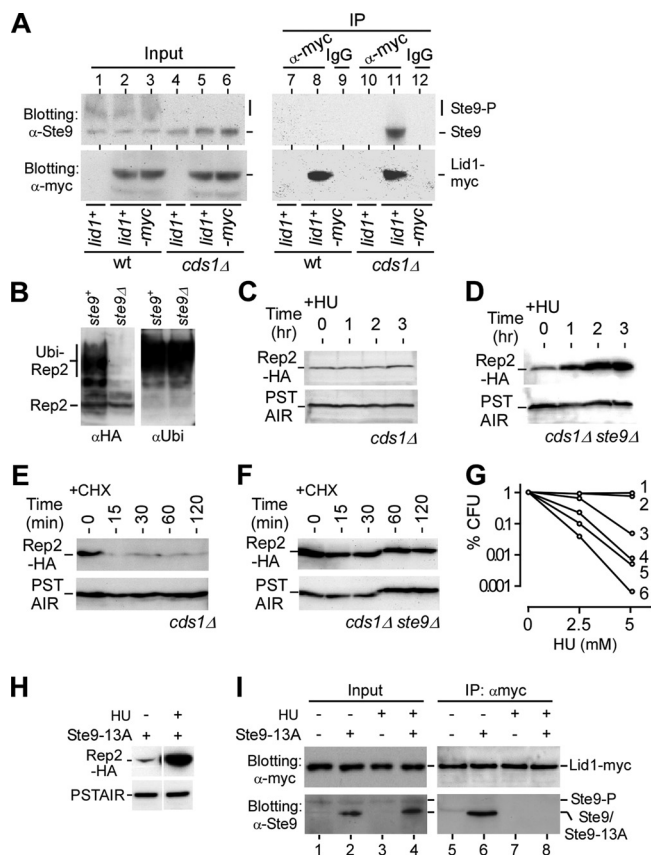 A
Input
IP
α-myc IgG α-myc IgG
1 2 3 4 5 6 7 8 9 10 11 12
Blotting:
α-Ste9
Ste9-P
Ste9
Blotting:
α-myc
Lid1-
myc
lid1+ lid1+ -myc lid1+ lid1+ -myc lid1+ lid1+ -myc lid1+ lid1+ -myc
wt cds1Δ wt cds1Δ
B
ste9+ ste9Δ ste9+ ste9Δ
Ubi-
Rep2
Rep2
αHA αUbi
C
+HU
Time
(hr)
0 1 2 3
Rep2
-HA
PST
AIR
cds1Δ
D
+HU
Time
(hr)
0 1 2 3
Rep2
-HA
PST
AIR
cds1Δ ste9Δ
E
+CHX
Time
(min)
0 15 30 60 120
Rep2
-HA
PST
AIR
cds1Δ
F
+CHX
Time
(min)
0 15 30 60 120
Rep2
-HA
PST
AIR
cds1Δ ste9Δ
G
% CFU
1
0.1
0.01
0.001
1
2
3
4
5
6
0 2.5 5
HU (mM)
H
HU - +
Ste9-13A + +
Rep2
-HA
PSTAIR
I
Input IP: αmyc
HU - - + + - - + +
Ste9-13A - + - + - + - +
Blotting:
α-myc
Lid1-myc
Blotting:
α-Ste9
Ste9-P
Ste9/
Ste9-13A
1 2 3 4 5 6 7 8